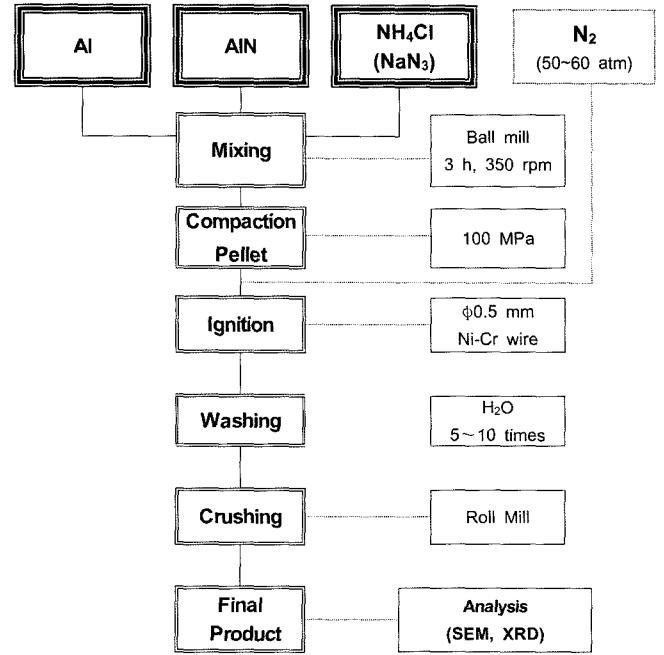 Al
AlN
NH₄Cl
(NaN₃)
N₂
(50~60 atm)
Mixing
Ball mill
3 h, 350 rpm
Compaction
Pellet
100 MPa
Ignition
ϕ0.5 mm
Ni-Cr wire
Washing
H₂O
5~10 times
Crushing
Roll Mill
Final
Product
Analysis
(SEM, XRD)